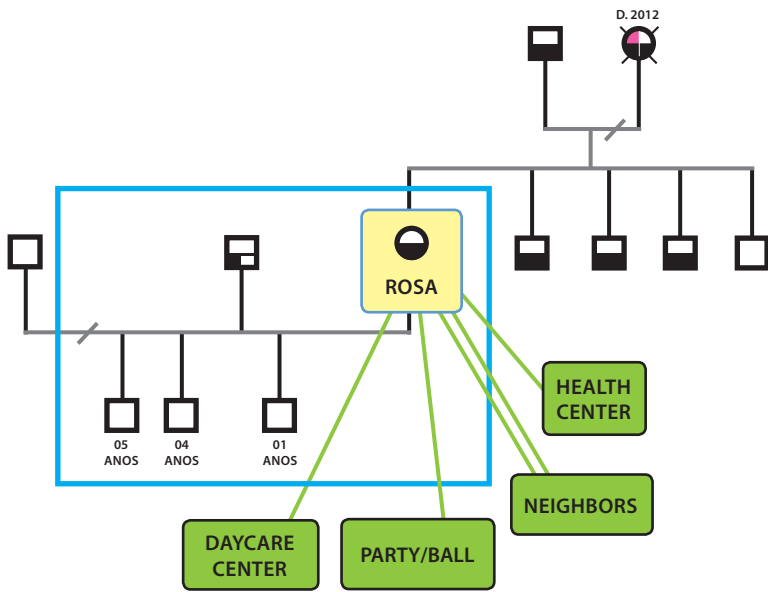 D. 2012
ROSA
05
ANOS
04
ANOS
01
ANOS
HEALTH
CENTER
NEIGHBORS
DAYCARE
CENTER
PARTY/BALL